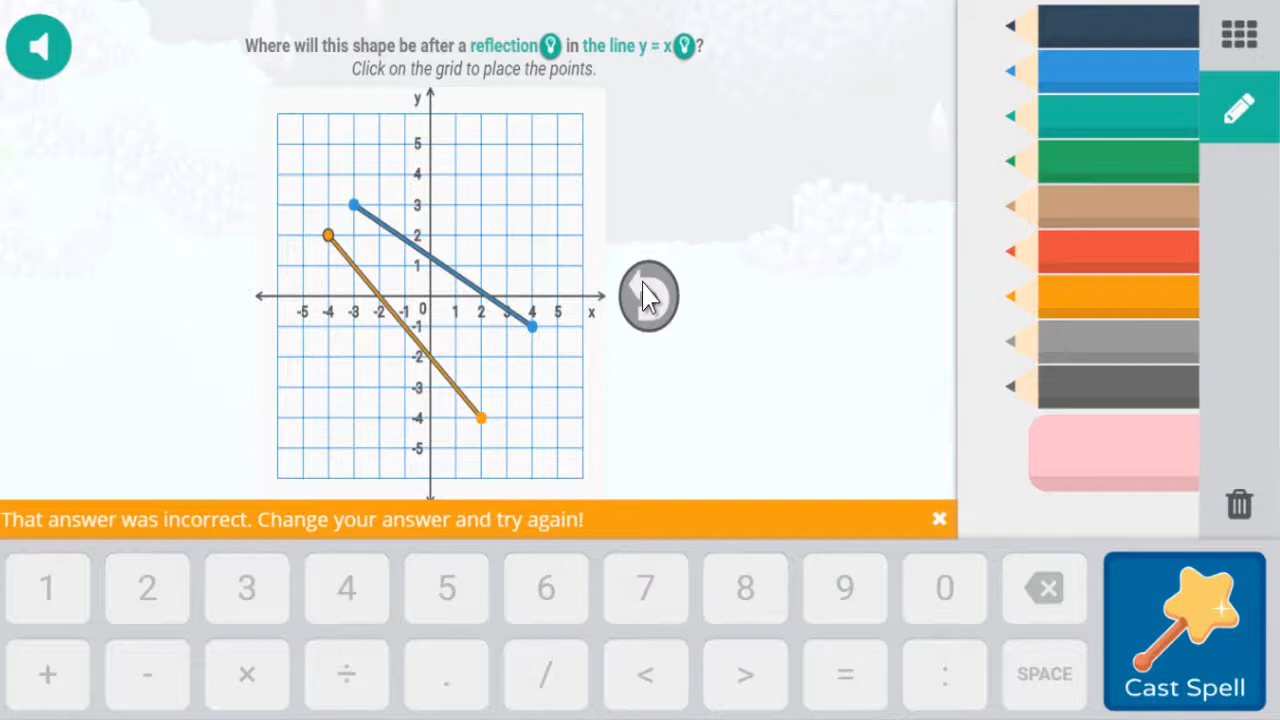 Where will this shape be after a reflection in the line y = x?
Click on the grid to place the points.
y
5
4
3
2
1
-5 -4 -3 -2 -1 0 1 2 3 4 5 x
-1
-2
-3
-4
-5
That answer was incorrect. Change your answer and try again!
1 2 3 4 5 6 7 8 9 0
+ - × ÷ . / < > = : SPACE
Cast Spell